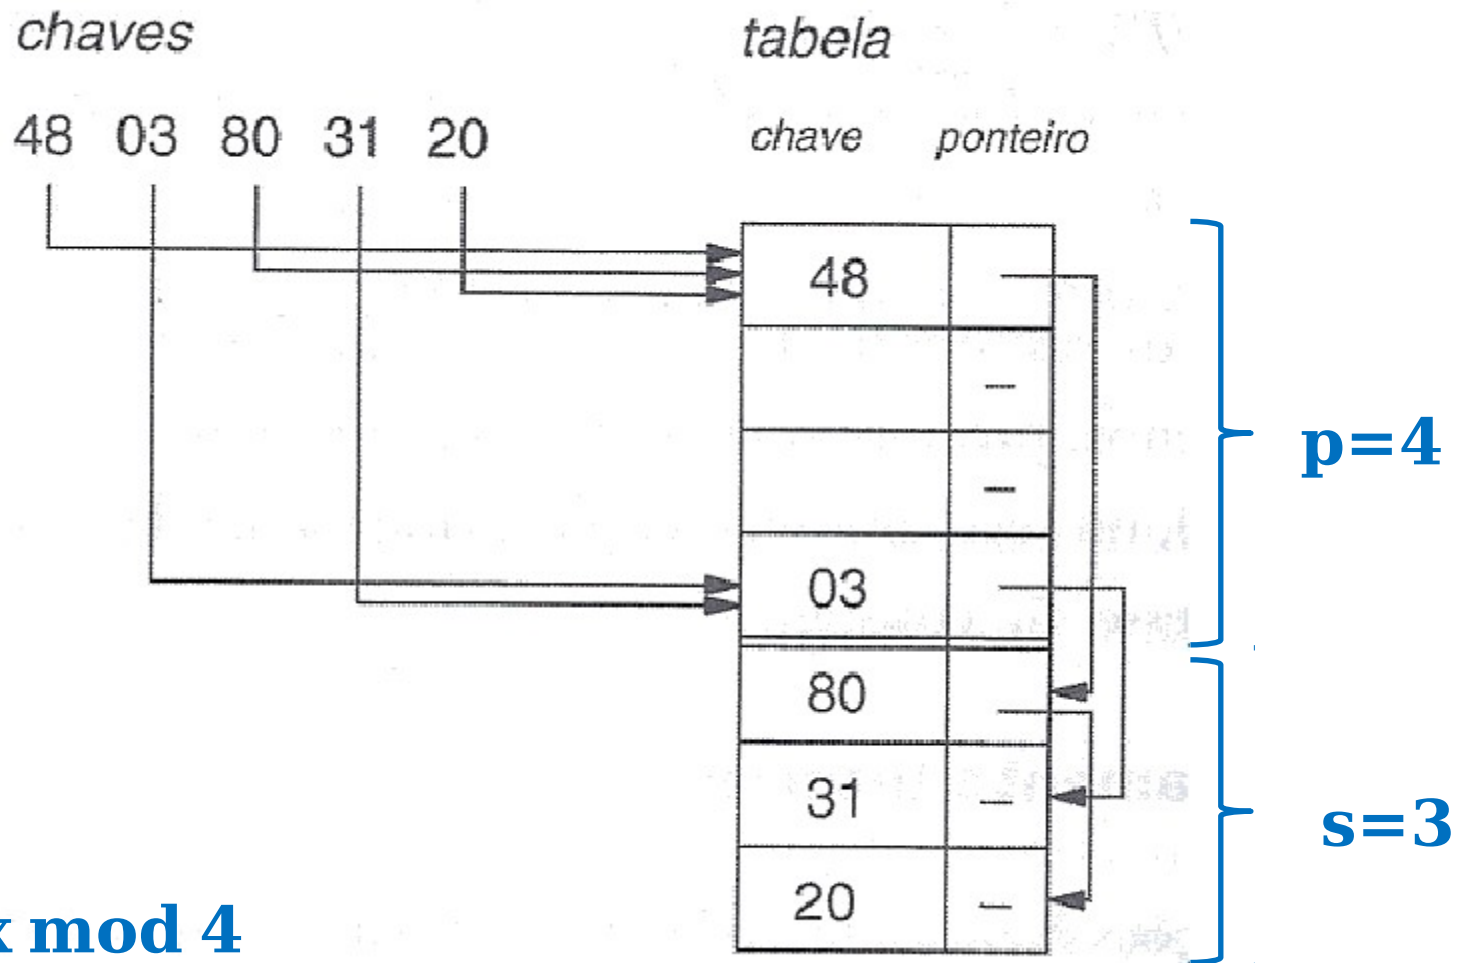 chaves
tabela
48 03 80 31 20
chave ponteiro
48
–
–
03
80
31 –
20 –
p=4
s=3
x mod 4